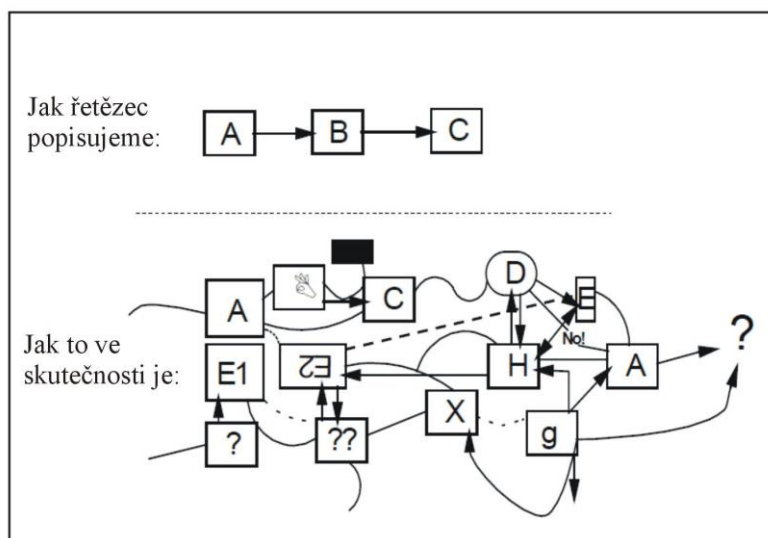 Jak řetězec
popisujeme:
A B C
D
E
A C
No!
?
Jak to ve
skutečnosti je:
E1 E2 H A
X
? ?? g